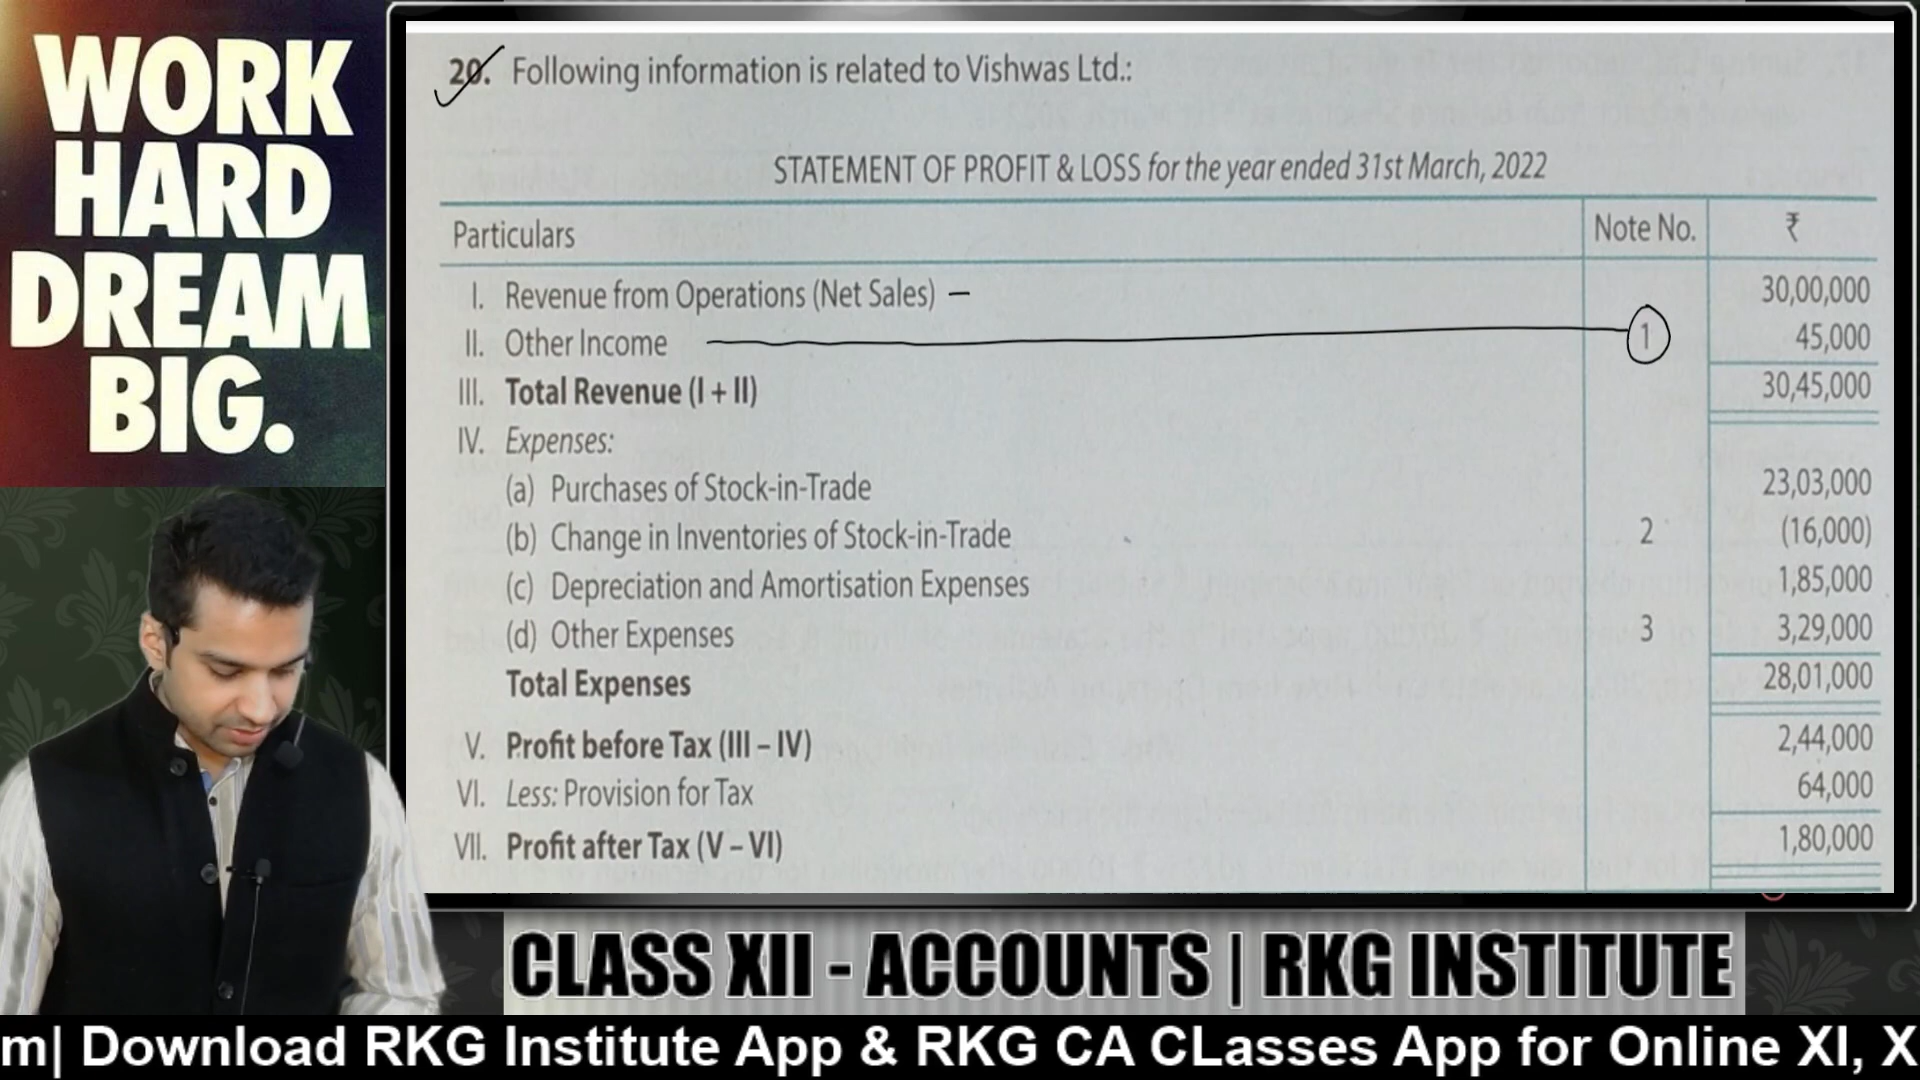 WORK
HARD
DREAM
BIG.
20. Following information is related to Vishwas Ltd.:
STATEMENT OF PROFIT & LOSS for the year ended 31st March, 2022
Particulars Note No. ₹
I. Revenue from Operations (Net Sales) 30,00,000
II. Other Income 1 45,000
III. Total Revenue (I + II) 30,45,000
IV. Expenses:
(a) Purchases of Stock-in-Trade 23,03,000
(b) Change in Inventories of Stock-in-Trade 2 (16,000)
(c) Depreciation and Amortisation Expenses 1,85,000
(d) Other Expenses 3 3,29,000
Total Expenses 28,01,000
V. Profit before Tax (III – IV) 2,44,000
VI. Less: Provision for Tax 64,000
VII. Profit after Tax (V – VI) 1,80,000
CLASS XII - ACCOUNTS | RKG INSTITUTE
m| Download RKG Institute App & RKG CA CLasses App for Online XI, X